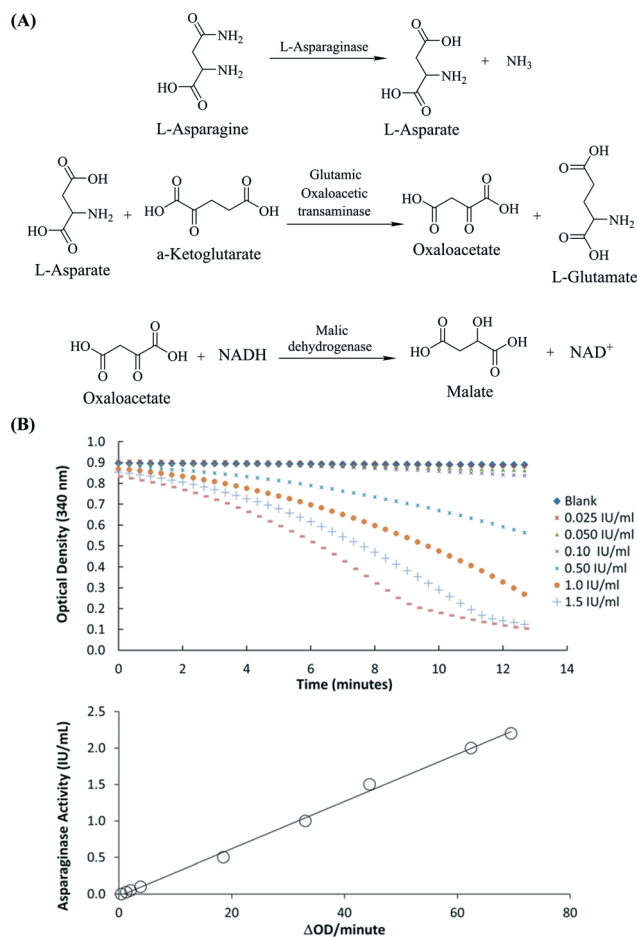 (A)
O
NH2
NH2
HO
O
L-Asparagine
L-Asparaginase
O
OH
NH2
HO
O
L-Asparate
+ NH3
O
OH
NH2
HO
O
L-Asparate
+
O
O
HO
OH
O
a-Ketoglutarate
Glutamic
Oxaloacetic
transaminase
O
O
HO
OH
O
Oxaloacetate
+
OH
O
NH2
O
OH
L-Glutamate
O
O
HO
OH
O
Oxaloacetate
+ NADH
Malic
dehydrogenase
O
OH
HO
OH
O
Malate
+ NAD+
(B)
Optical Density (340 nm)
1.0
0.9
0.8
0.7
0.6
0.5
0.4
0.3
0.2
0.1
0.0
0 2 4 6 8 10 12 14
Time (minutes)
Blank
0.025 IU/ml
0.050 IU/ml
0.10 IU/ml
0.50 IU/ml
1.0 IU/ml
1.5 IU/ml
Asparaginase Activity (IU/mL)
2.5
2.0
1.5
1.0
0.5
0.0
0 20 40 60 80
ΔOD/minute